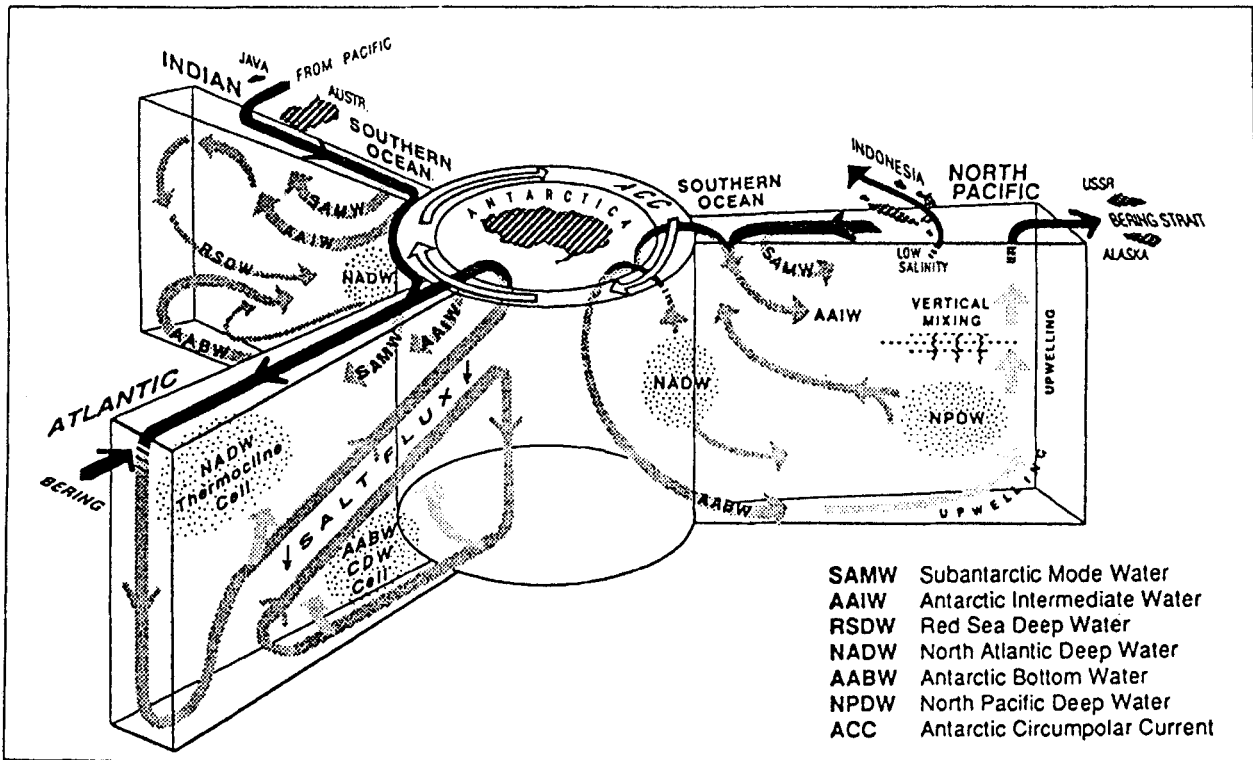 INDIAN
JAVA
FROM PACIFIC
AUSTR.
SOUTHERN
OCEAN
SAMW
AAIW
RSDW
NADW
AABW
ANTARCTICA
ACC
SOUTHERN
OCEAN
INDONESIA
NORTH
PACIFIC
USSR
BERING STRAIT
ALASKA
LOW
SALINITY
SAMW
AAIW
VERTICAL
MIXING
UPWELLING
NADW
NPDW
AABW
UPWELLING
ATLANTIC
BERING
SAMW
AAIW
NADW
Thermocline
Cell
SALT FLUX
AABW
CDW
Cell
SAMW Subantarctic Mode Water
AAIW Antarctic Intermediate Water
RSDW Red Sea Deep Water
NADW North Atlantic Deep Water
AABW Antarctic Bottom Water
NPDW North Pacific Deep Water
ACC Antarctic Circumpolar Current